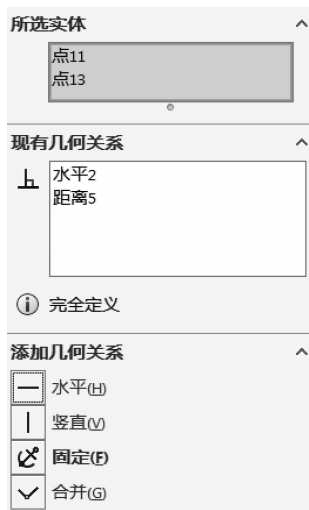 所选实体
点11
点13
现有几何关系
水平2
距离5
完全定义
添加几何关系
水平(H)
竖直(V)
固定(F)
合并(G)